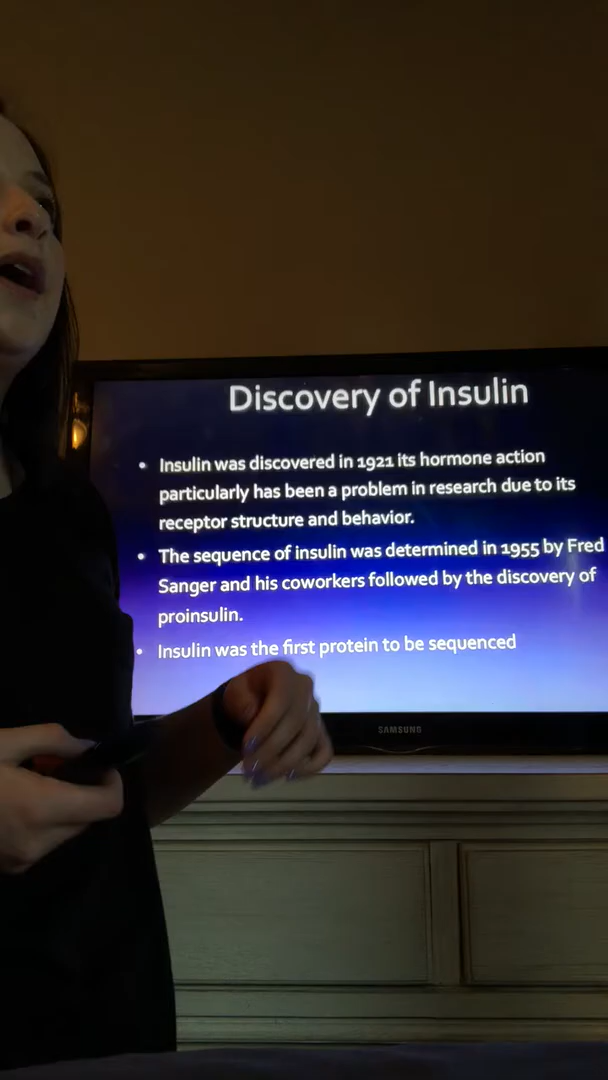 Discovery of Insulin
• Insulin was discovered in 1921 its hormone action
particularly has been a problem in research due to its
receptor structure and behavior.
• The sequence of insulin was determined in 1955 by Fred
Sanger and his coworkers followed by the discovery of
proinsulin.
• Insulin was the first protein to be sequenced
SAMSUNG